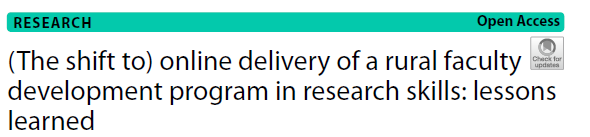 RESEARCH Open Access
(The shift to) online delivery of a rural faculty
Check for
updates
development program in research skills: lessons
learned